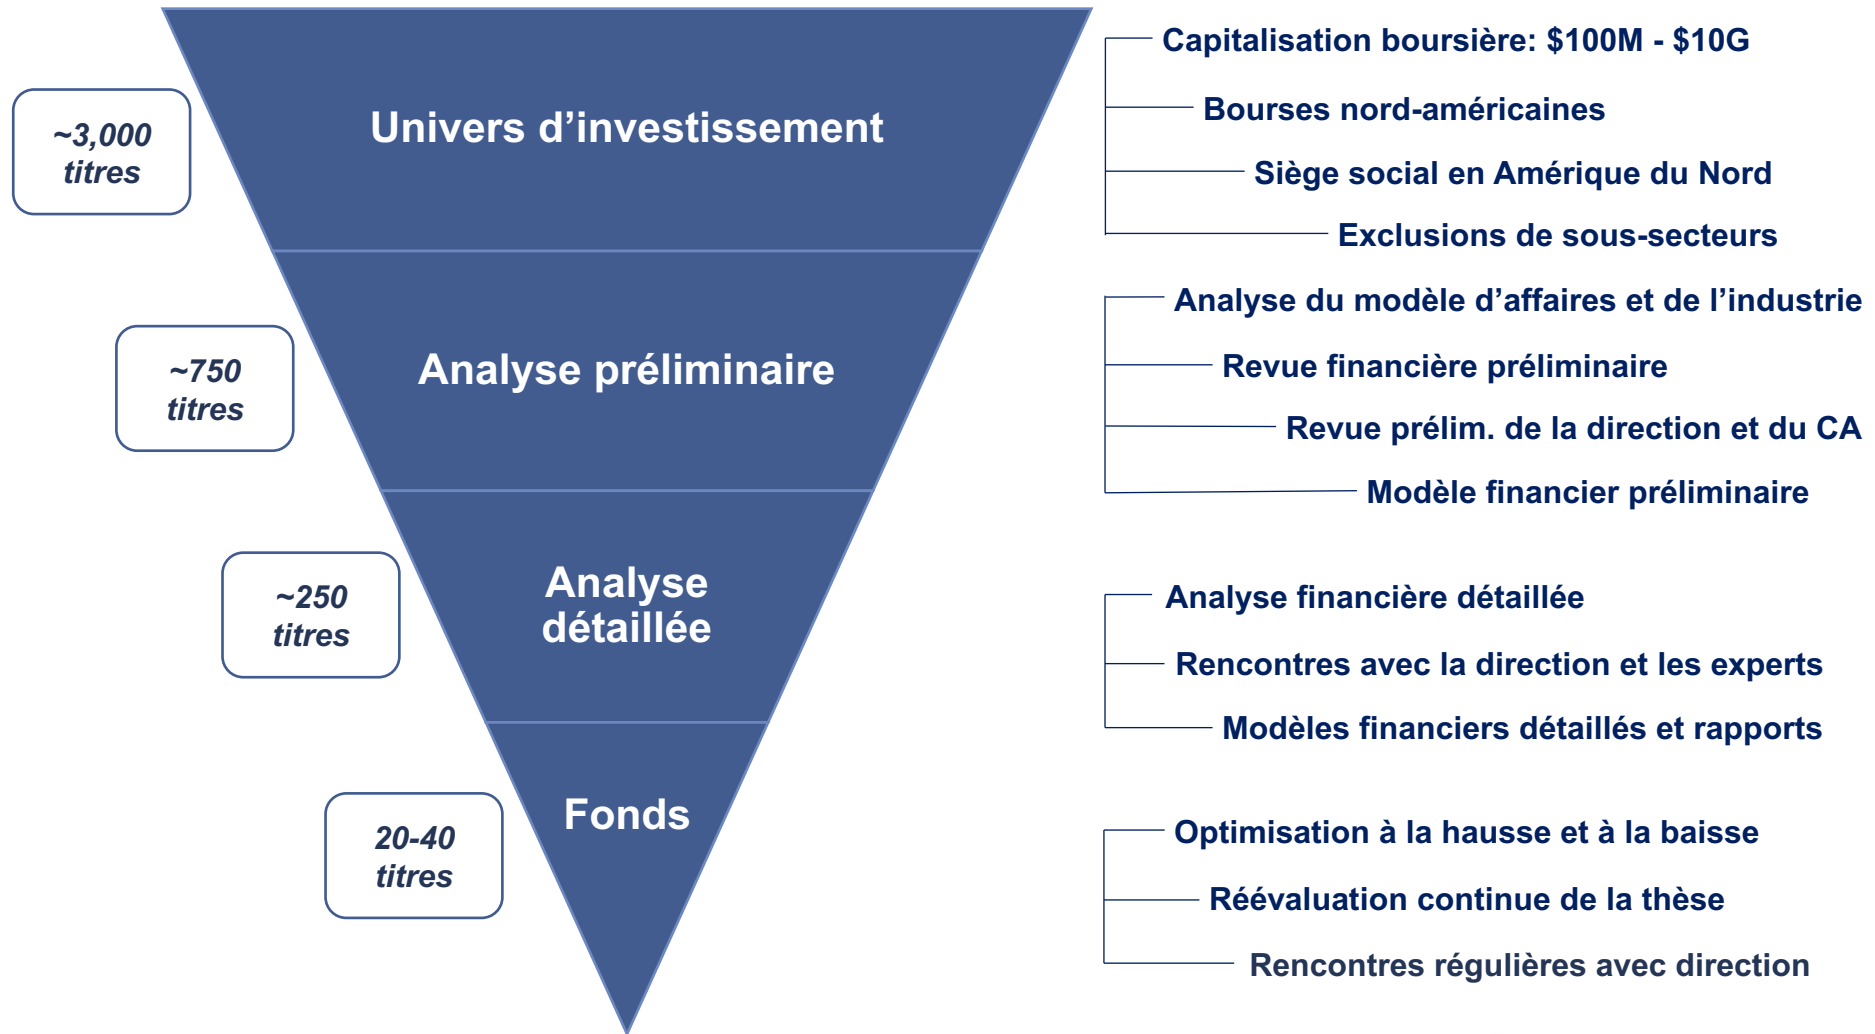 ~3,000
titres
Univers d’investissement
Capitalisation boursière: $100M - $10G
Bourses nord-américaines
Siège social en Amérique du Nord
Exclusions de sous-secteurs
~750
titres
Analyse préliminaire
Analyse du modèle d’affaires et de l’industrie
Revue financière préliminaire
Revue prélim. de la direction et du CA
Modèle financier préliminaire
~250
titres
Analyse
détaillée
Analyse financière détaillée
Rencontres avec la direction et les experts
Modèles financiers détaillés et rapports
20-40
titres
Fonds
Optimisation à la hausse et à la baisse
Réévaluation continue de la thèse
Rencontres régulières avec direction